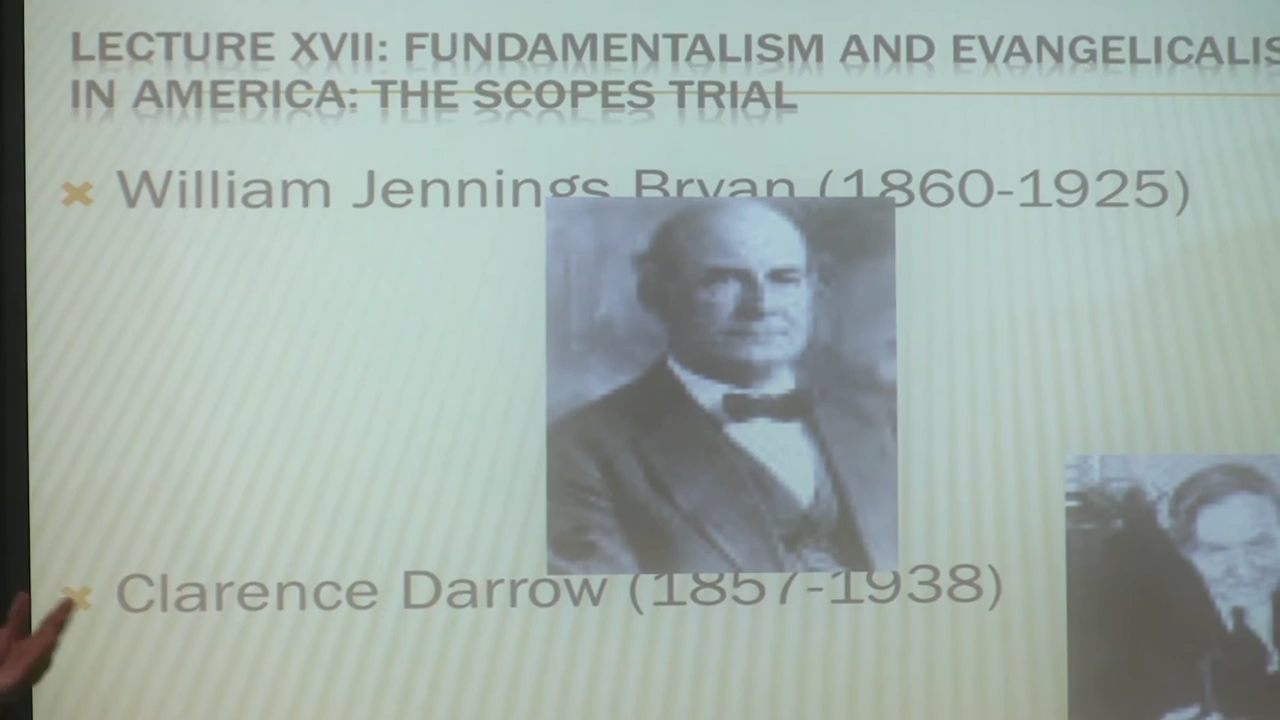 LECTURE XVII: FUNDAMENTALISM AND EVANGELICALIS
IN AMERICA: THE SCOPES TRIAL
William Jennings Bryan (1860-1925)
Clarence Darrow (1857-1938)